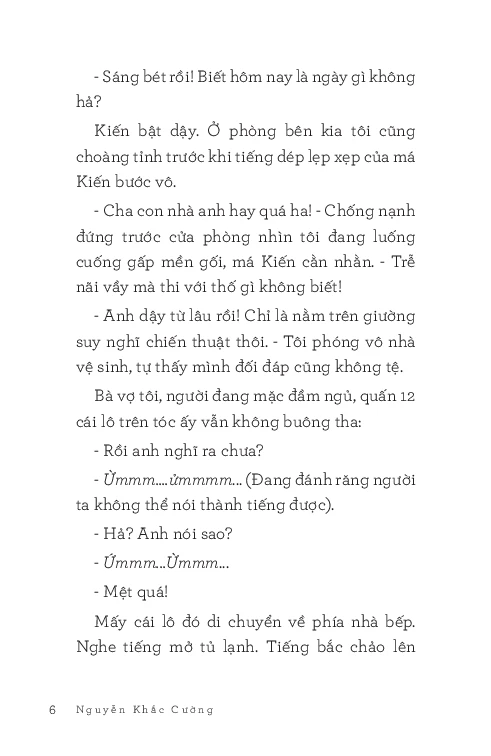 - Sáng bét rồi! Biết hôm nay là ngày gì không
hả?
Kiến bật dậy. Ở phòng bên kia tôi cũng
choàng tỉnh trước khi tiếng dép lẹp xẹp của má
Kiến bước vô.
- Cha con nhà anh hay quá ha! - Chống nạnh
đứng trước cửa phòng nhìn tôi đang luống
cuống gấp mền gối, má Kiến cằn nhằn. - Trễ
nãi vầy mà thi với thố gì không biết!
- Anh dậy từ lâu rồi! Chỉ là nằm trên giường
suy nghĩ chiến thuật thôi. - Tôi phóng vô nhà
vệ sinh, tự thấy mình đối đáp cũng không tệ.
Bà vợ tôi, người đang mặc đầm ngủ, quấn 12
cái lô trên tóc ấy vẫn không buông tha:
- Rồi anh nghĩ ra chưa?
- Ừmmm....ửmmmm... (Đang đánh răng người
ta không thể nói thành tiếng được).
- Hả? Anh nói sao?
- Ứmmm...Ừmmm...
- Mệt quá!
Mấy cái lô đó di chuyển về phía nhà bếp.
Nghe tiếng mở tủ lạnh. Tiếng bắc chảo lên
6 Nguyễn Khắc Cường